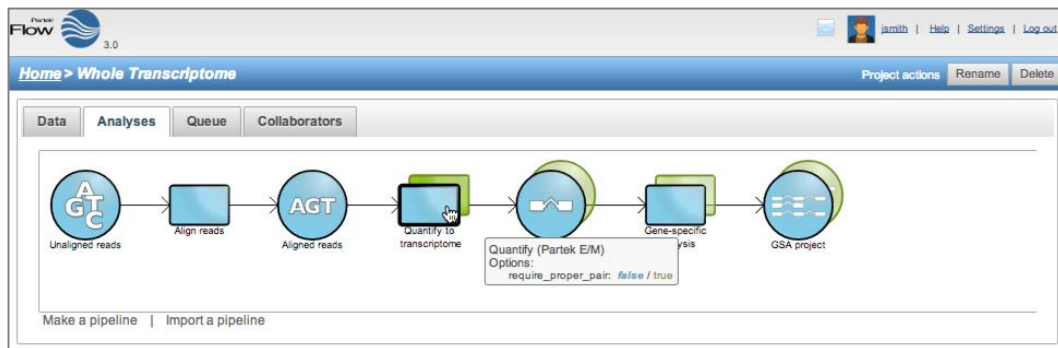 Partek
Flow
3.0
jsmith | Help | Settings | Log out
Home > Whole Transcriptome
Project actions Rename Delete
Data Analyses Queue Collaborators
AGTC
AGT
Unaligned reads
Align reads
Aligned reads
Quantify to
transcriptome
Gene-specific
ysis
GSA project
Quantify (Partek E/M)
Options:
require_proper_pair: false / true
Make a pipeline | Import a pipeline